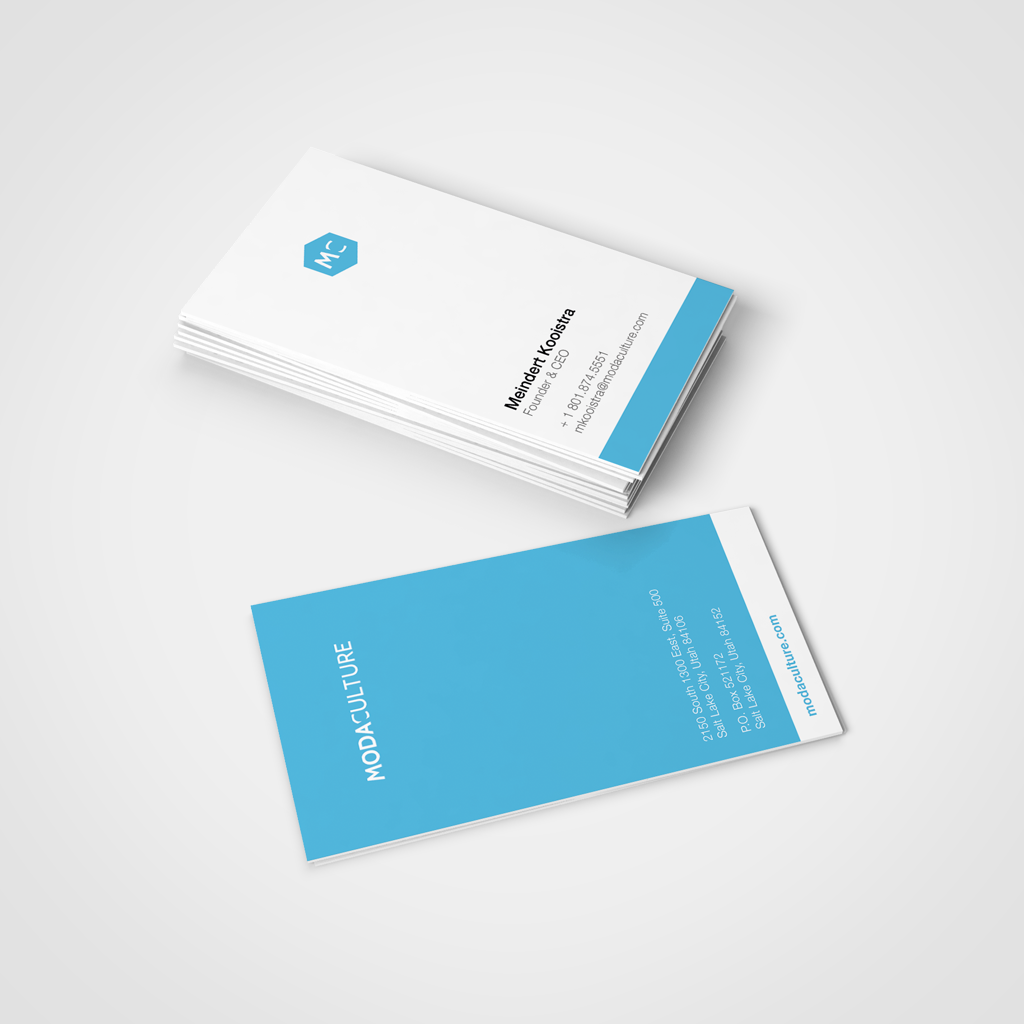 MC
Meindert Kooistra
Founder & CEO
+ 1 801.874.5551
mkooistra@modaculture.com
MODACULTURE
2150 South 1300 East, Suite 500
Salt Lake City, Utah 84106
P.O. Box 521172
Salt Lake City, Utah 84152
modaculture.com